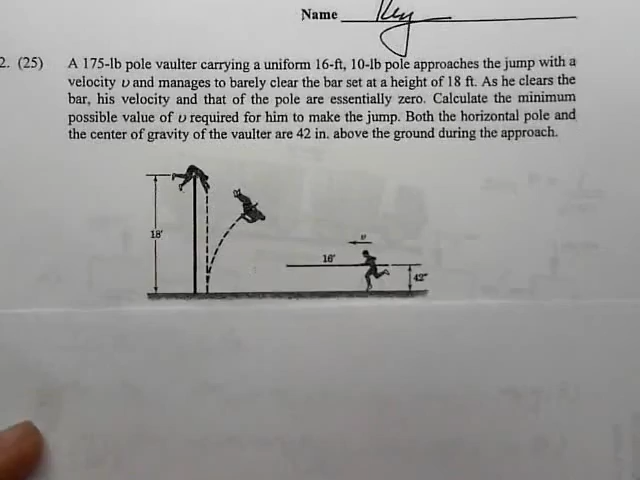 Name Key
2. (25) A 175-lb pole vaulter carrying a uniform 16-ft, 10-lb pole approaches the jump with a
velocity υ and manages to barely clear the bar set at a height of 18 ft. As he clears the
bar, his velocity and that of the pole are essentially zero. Calculate the minimum
possible value of υ required for him to make the jump. Both the horizontal pole and
the center of gravity of the vaulter are 42 in. above the ground during the approach.
18'
υ
16'
42"